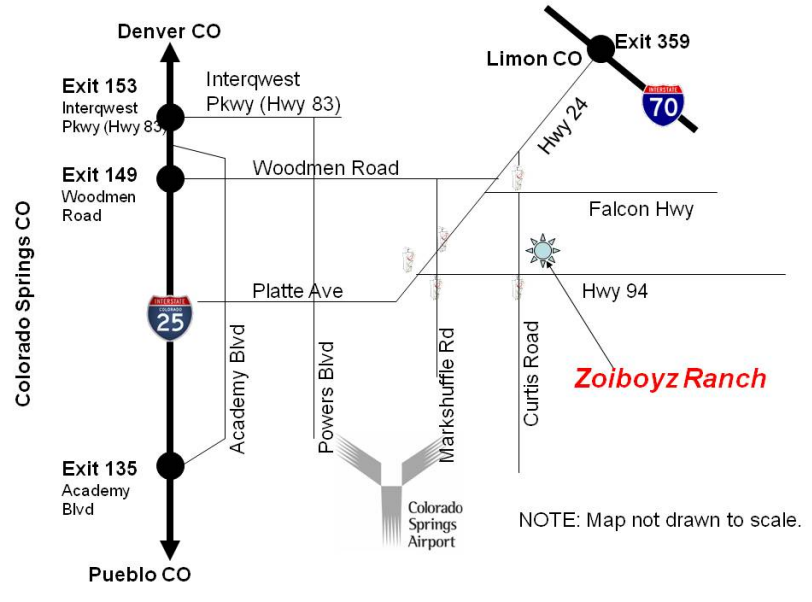 Denver CO
Exit 153
Interqwest
Pkwy (Hwy 83)
Interqwest
Pkwy (Hwy 83)
Limon CO
Exit 359
INTERSTATE
70
Hwy 24
Exit 149
Woodmen
Road
Woodmen Road
Falcon Hwy
Colorado Springs CO
INTERSTATE
COLORADO
25
Platte Ave
Hwy 94
Academy Blvd
Powers Blvd
Markshuffle Rd
Curtis Road
Zoiboyz Ranch
Exit 135
Academy
Blvd
Colorado
Springs
Airport
NOTE: Map not drawn to scale.
Pueblo CO